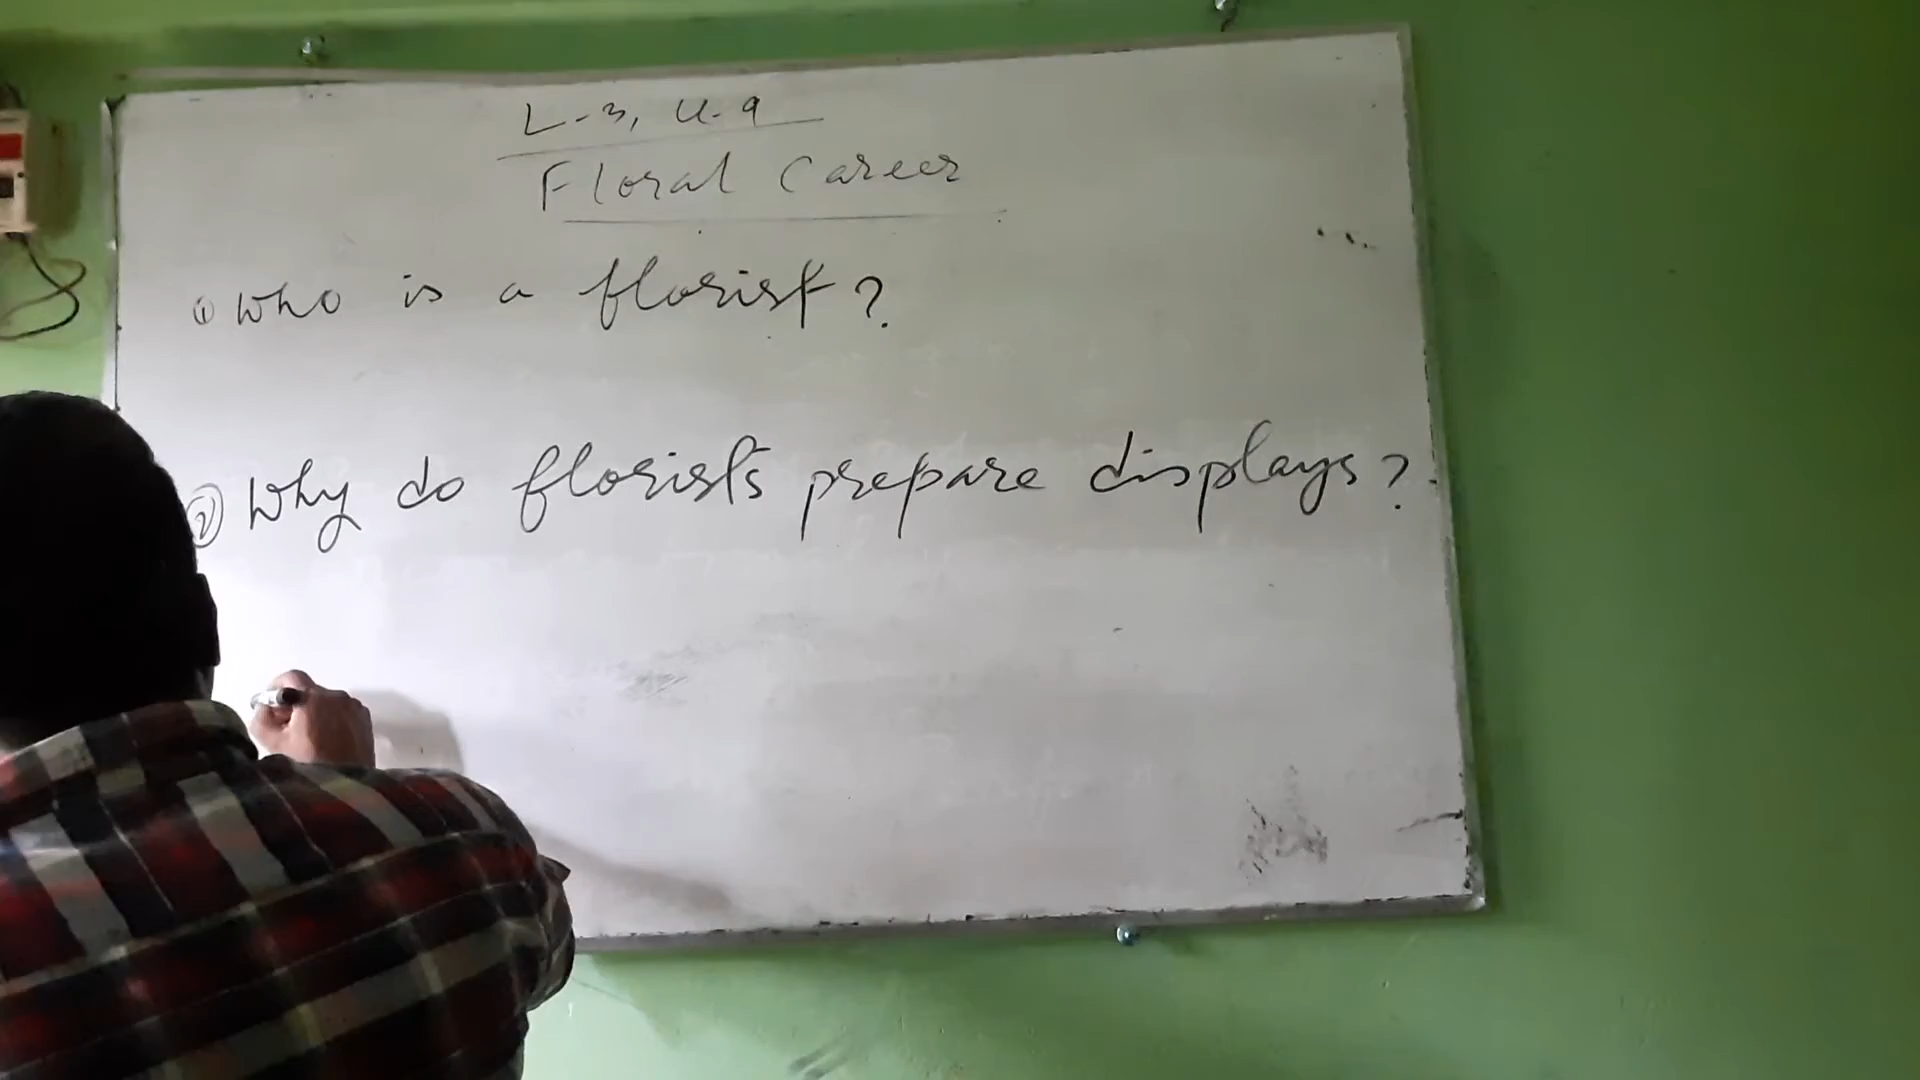 L-3, U-9
Floral Career
① Who is a florist?
② Why do florists prepare displays?